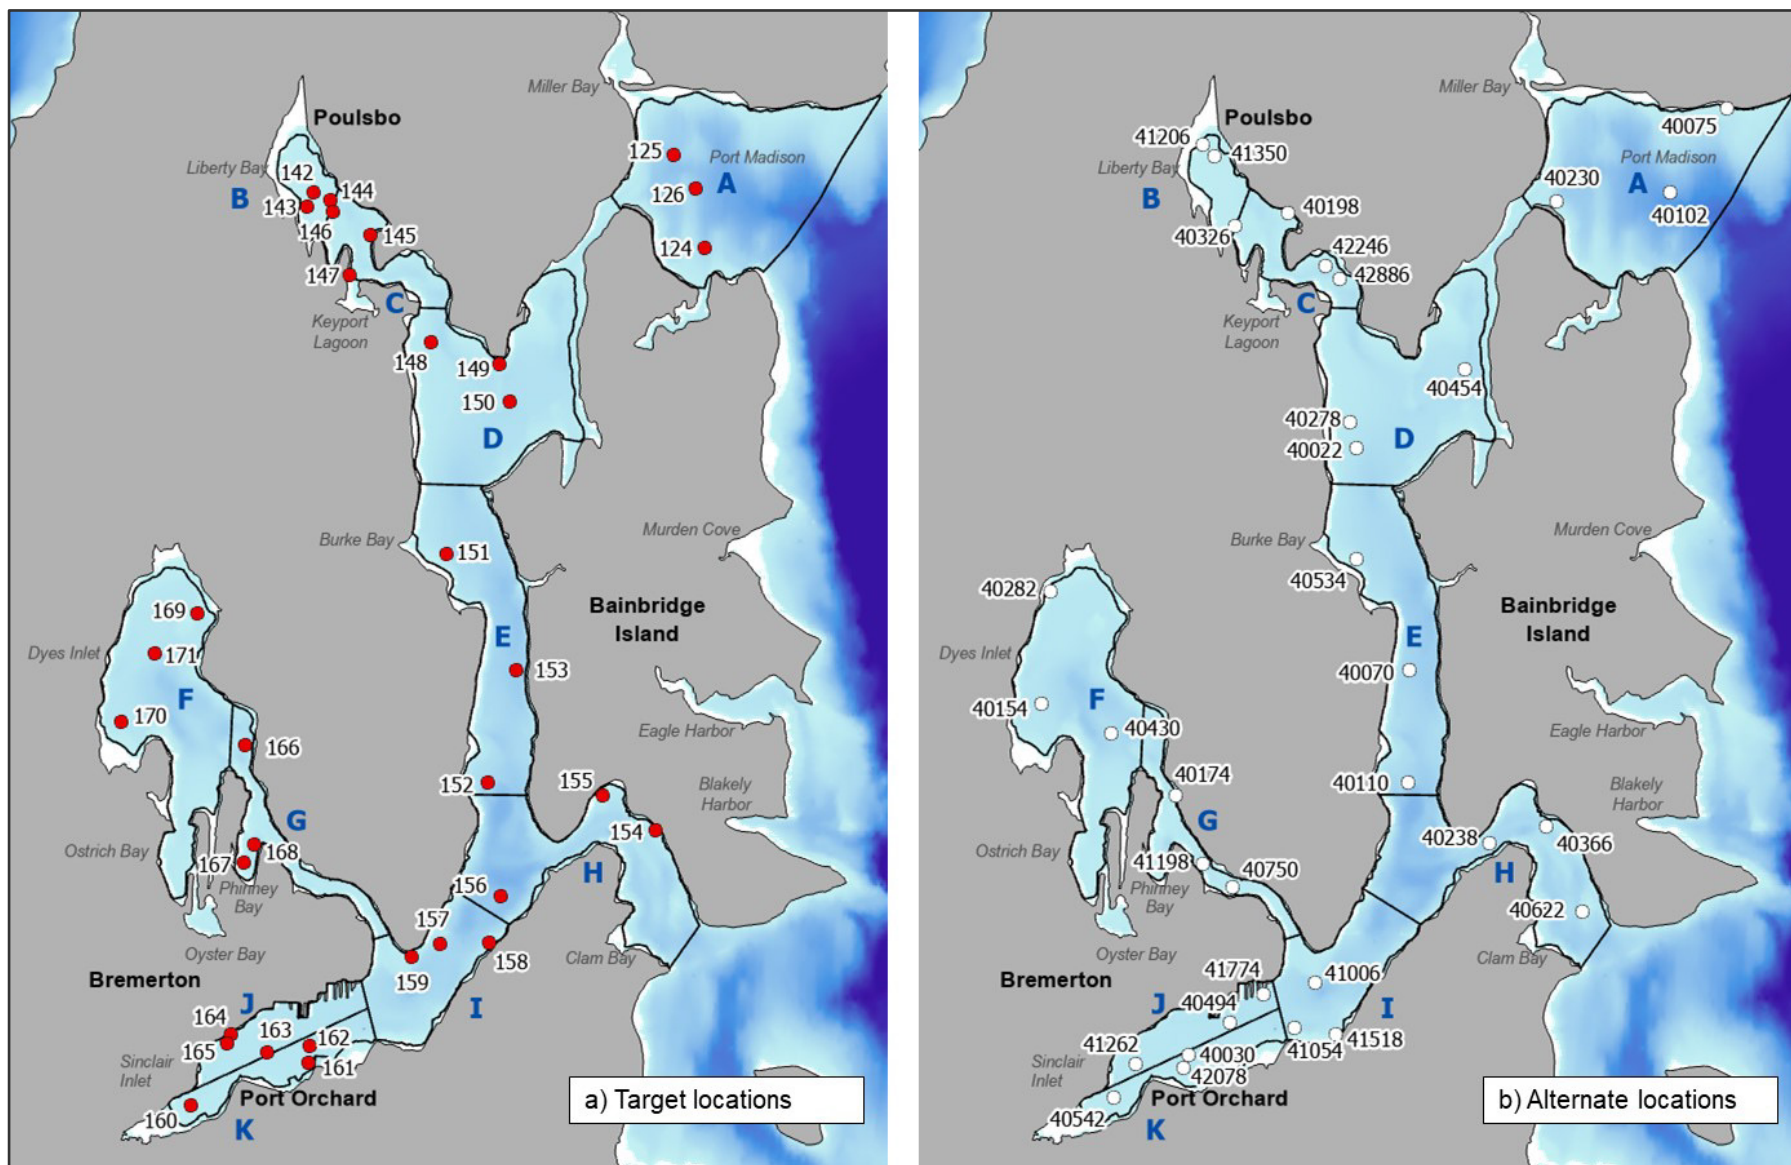 Miller Bay
Poulsbo
125
Port Madison
Liberty Bay
142
144
126
A
B
143
146
145
124
147
C
Keyport
Lagoon
148
149
150
D
Burke Bay
151
Murden Cove
169
Bainbridge
Island
E
Dyes Inlet
171
153
F
170
166
Eagle Harbor
152
155
Blakely
Harbor
G
154
Ostrich Bay
168
167
H
Phinney
Bay
156
157
Oyster Bay
158
Clam Bay
159
Bremerton
J
I
164
163
162
165
Sinclair
Inlet
161
160
Port Orchard
K
a) Target locations
Miller Bay
Poulsbo
40075
41206
41350
Port Madison
Liberty Bay
A
B
40230
40102
40198
40326
42246
42886
C
Keyport
Lagoon
40454
40278
D
40022
Burke Bay
Murden Cove
40534
40282
Bainbridge
Island
E
Dyes Inlet
40070
40154
F
40430
Eagle Harbor
40174
40110
Blakely
Harbor
G
40238
40366
Ostrich Bay
41198
40750
H
Phinney
Bay
40622
Oyster Bay
Clam Bay
Bremerton
41774
41006
J
40494
I
41262
40030
41054
41518
Sinclair
Inlet
42078
40542
Port Orchard
K
b) Alternate locations